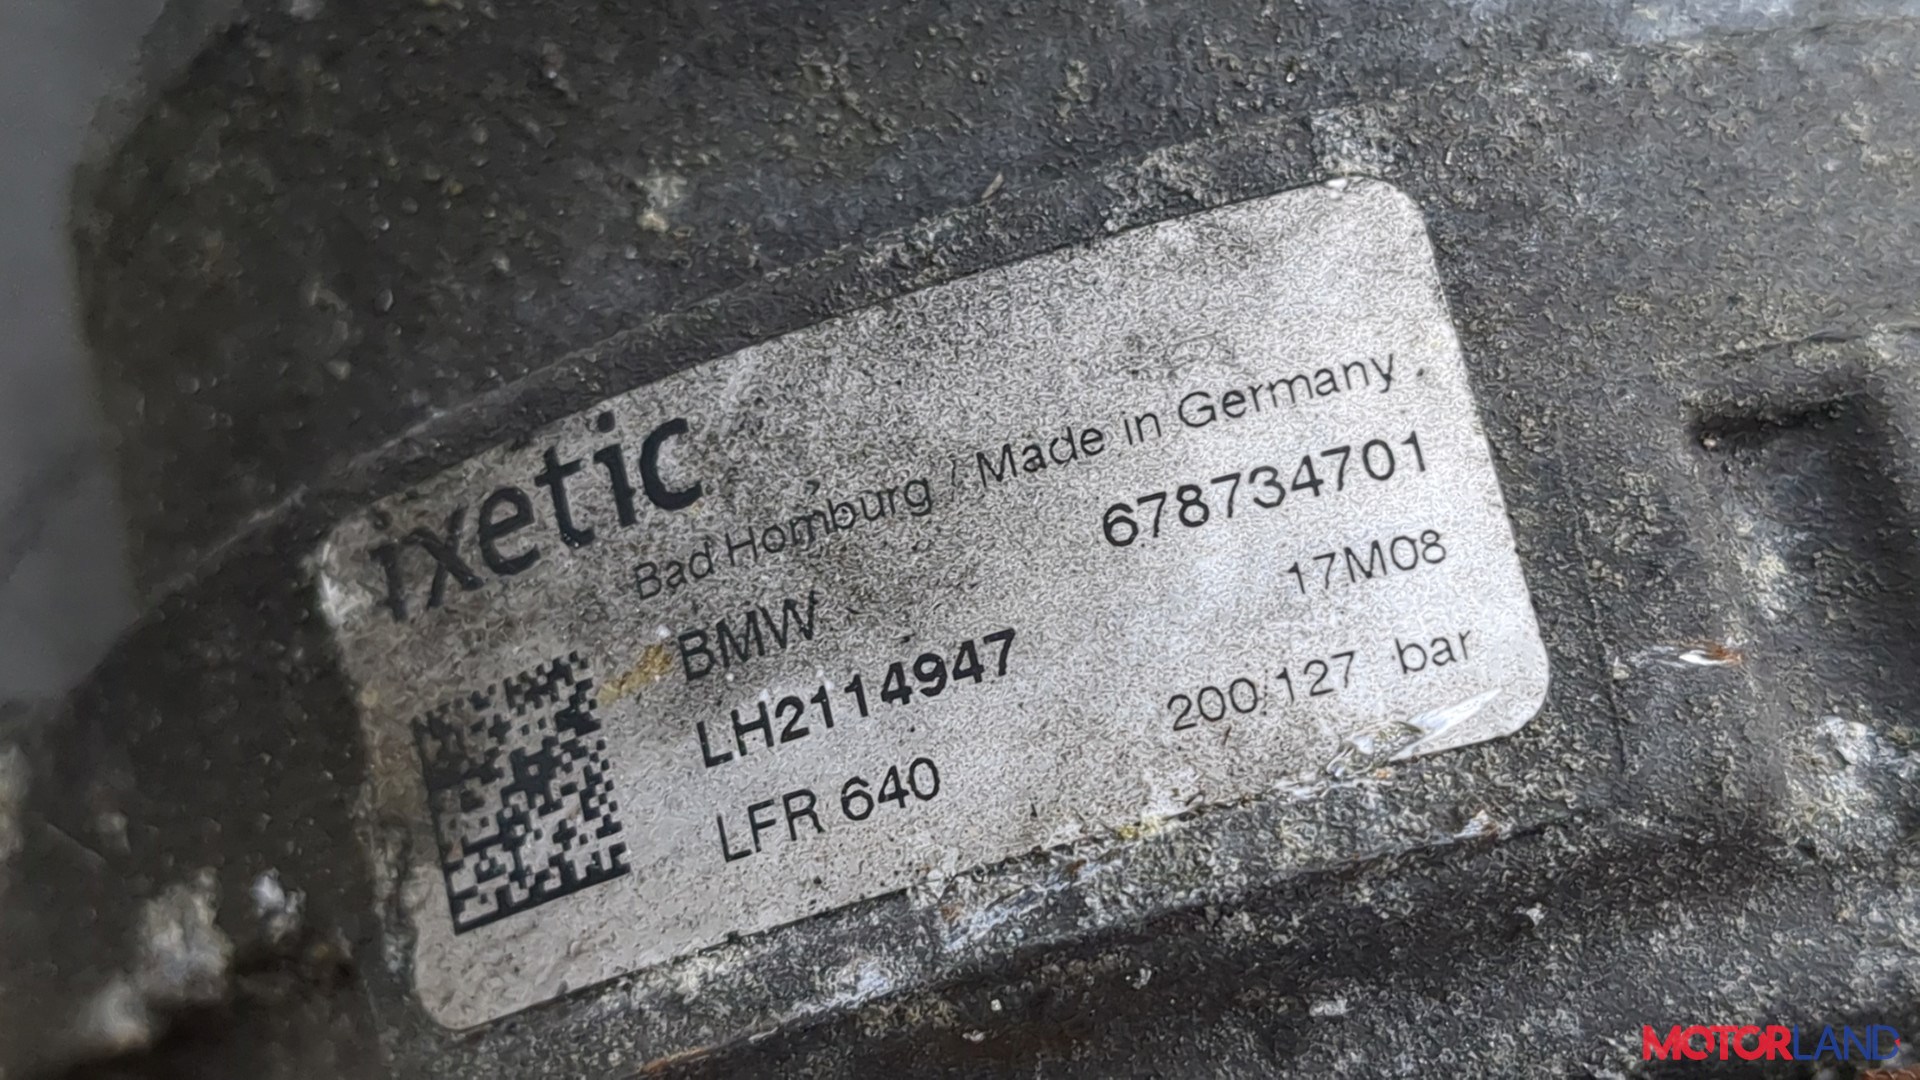 ixetic
Bad Homburg / Made in Germany
BMW 678734701
LH2114947 17M08
LFR 640 200/127 bar
MOTORLAND